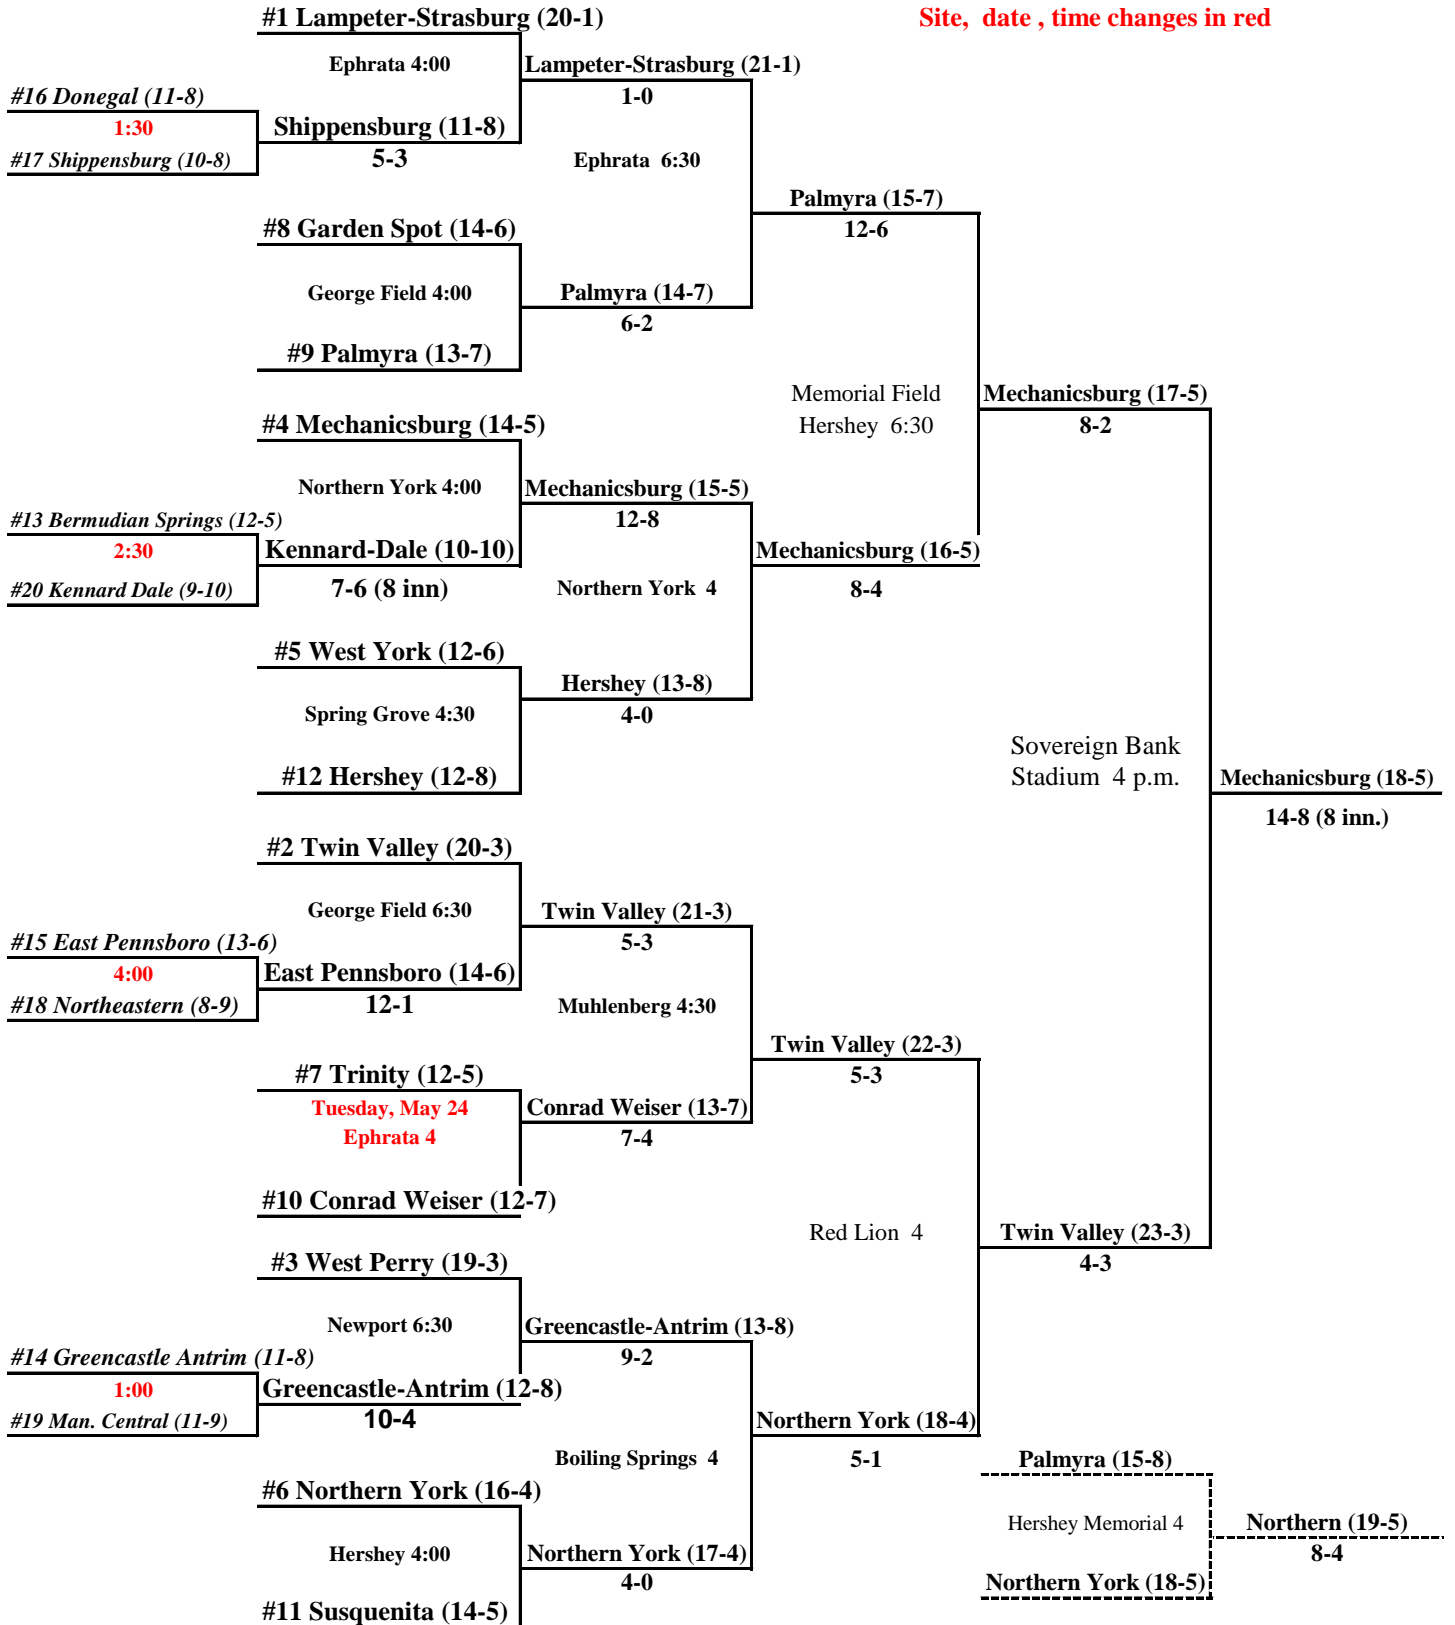 #1 Lampeter-Strasburg (20-1)
Site, date , time changes in red
Ephrata 4:00
Lampeter-Strasburg (21-1)
#16 Donegal (11-8)
1-0
1:30
Shippensburg (11-8)
#17 Shippensburg (10-8)
5-3
Ephrata 6:30
Palmyra (15-7)
#8 Garden Spot (14-6)
12-6
George Field 4:00
Palmyra (14-7)
6-2
#9 Palmyra (13-7)
Memorial Field
Mechanicsburg (17-5)
#4 Mechanicsburg (14-5)
Hershey 6:30
8-2
Northern York 4:00
Mechanicsburg (15-5)
#13 Bermudian Springs (12-5)
12-8
2:30
Kennard-Dale (10-10)
Mechanicsburg (16-5)
#20 Kennard Dale (9-10)
7-6 (8 inn)
Northern York 4
8-4
#5 West York (12-6)
Hershey (13-8)
Spring Grove 4:30
4-0
Sovereign Bank
#12 Hershey (12-8)
Stadium 4 p.m.
Mechanicsburg (18-5)
14-8 (8 inn.)
#2 Twin Valley (20-3)
George Field 6:30
Twin Valley (21-3)
#15 East Pennsboro (13-6)
5-3
4:00
East Pennsboro (14-6)
#18 Northeastern (8-9)
12-1
Muhlenberg 4:30
Twin Valley (22-3)
#7 Trinity (12-5)
5-3
Tuesday, May 24
Conrad Weiser (13-7)
Ephrata 4
7-4
#10 Conrad Weiser (12-7)
Red Lion 4
Twin Valley (23-3)
#3 West Perry (19-3)
4-3
Newport 6:30
Greencastle-Antrim (13-8)
#14 Greencastle Antrim (11-8)
9-2
1:00
Greencastle-Antrim (12-8)
#19 Man. Central (11-9)
10-4
Northern York (18-4)
Boiling Springs 4
5-1
Palmyra (15-8)
#6 Northern York (16-4)
Hershey Memorial 4
Northern (19-5)
Hershey 4:00
Northern York (17-4)
8-4
4-0
Northern York (18-5)
#11 Susquenita (14-5)